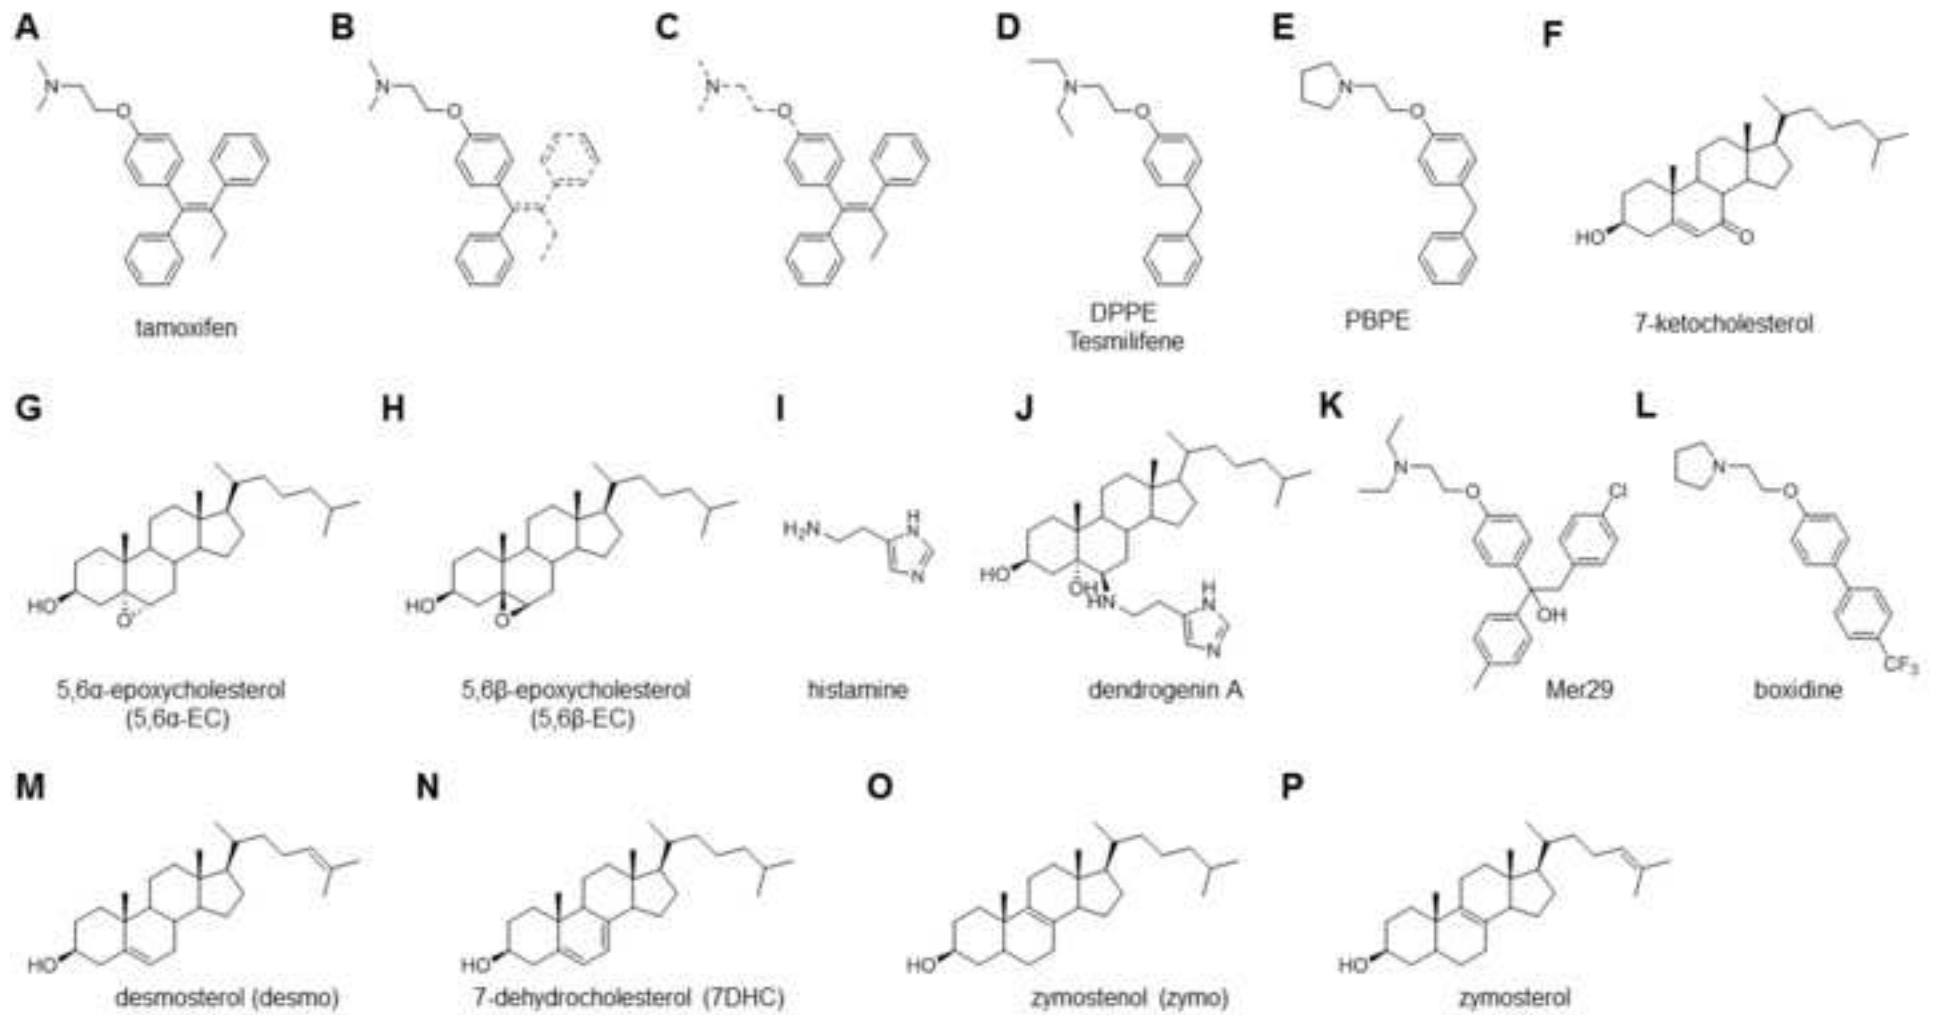 A B C D E F
N O
N O
N O
N O
N O
HO O
tamoxifen
DPPE
Tesmilifene
PBPE
7-ketocholesterol
G H I J K L
HO O
5,6α-epoxycholesterol
(5,6α-EC)
HO O
5,6β-epoxycholesterol
(5,6β-EC)
H₂N H N N
histamine
HO OH HN H N N
dendrogenin A
N O Cl OH
Mer29
N O CF₃
boxidine
M N O P
HO
desmosterol (desmo)
HO
7-dehydrocholesterol (7DHC)
HO
zymostenol (zymo)
HO
zymosterol